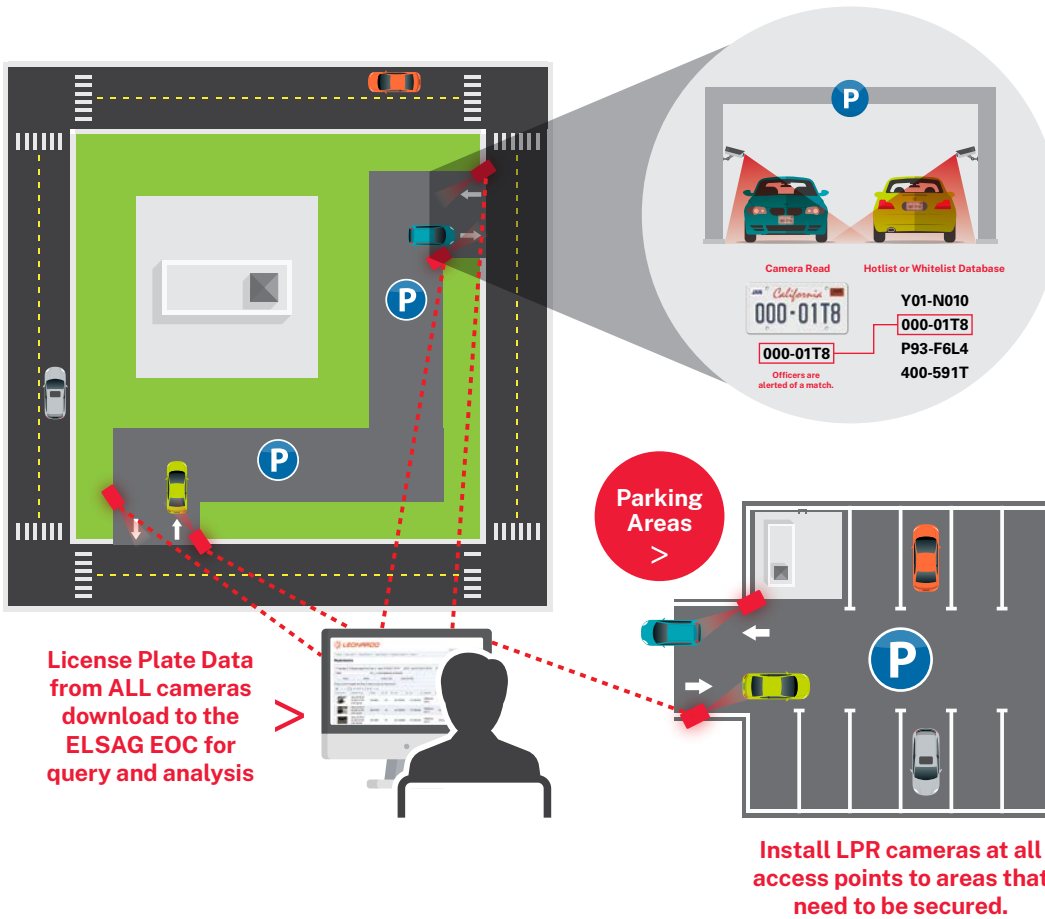 P
Camera Read
Hotlist or Whitelist Database
California
000-01T8
000-01T8
Officers are
alerted of a match.
Y01-N010
000-01T8
P93-F6L4
400-591T
P
P
Parking
Areas
>
P
LEONARDO
License Plate Data
from ALL cameras
download to the
ELSAG EOC for
query and analysis
>
Install LPR cameras at all
access points to areas that
need to be secured.